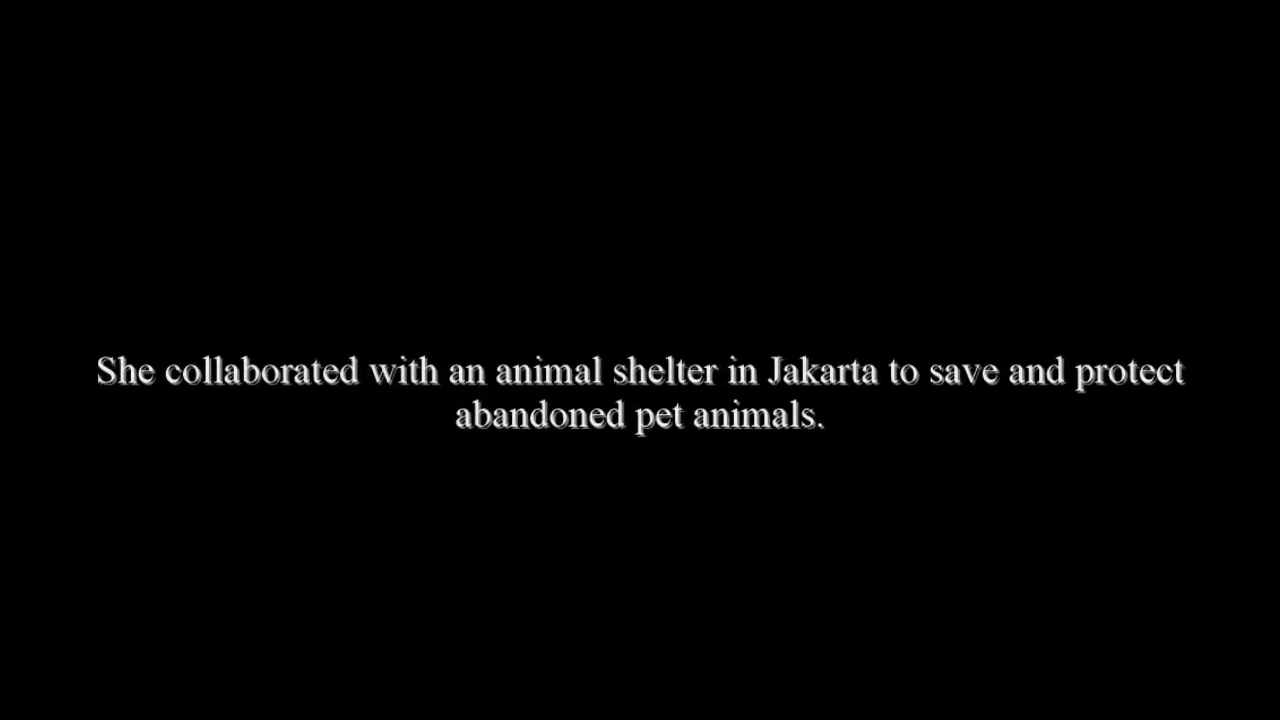 She collaborated with an animal shelter in Jakarta to save and protect
abandoned pet animals.